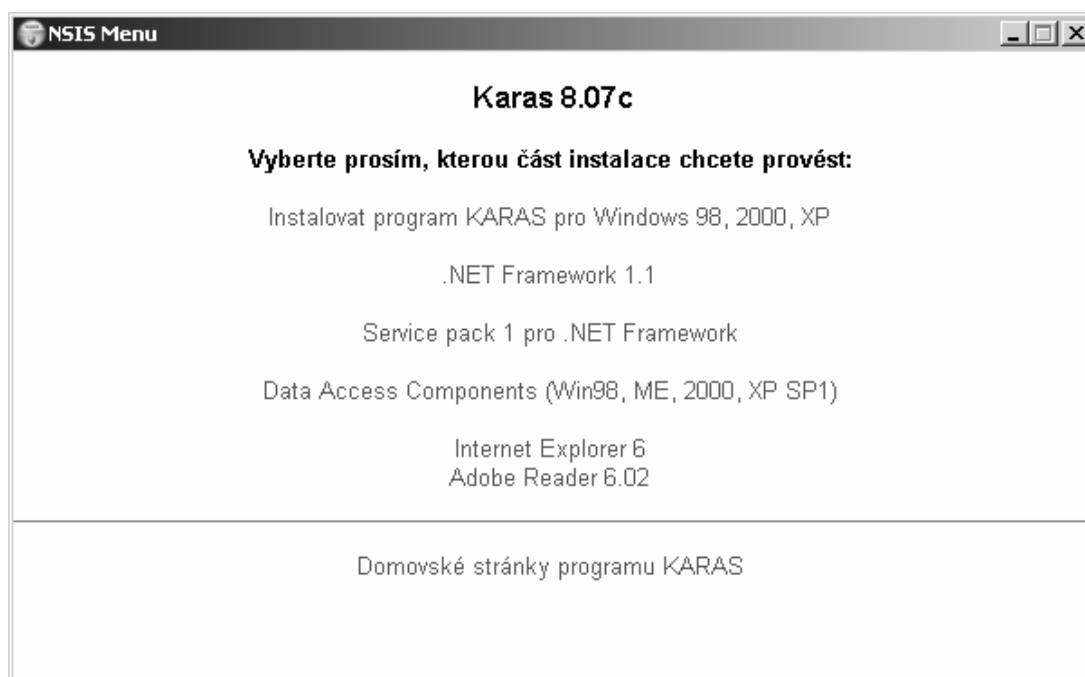 NSIS Menu
Karas 8.07c
Vyberte prosím, kterou část instalace chcete provést:
Instalovat program KARAS pro Windows 98, 2000, XP
.NET Framework 1.1
Service pack 1 pro .NET Framework
Data Access Components (Win98, ME, 2000, XP SP1)
Internet Explorer 6
Adobe Reader 6.02
Domovské stránky programu KARAS